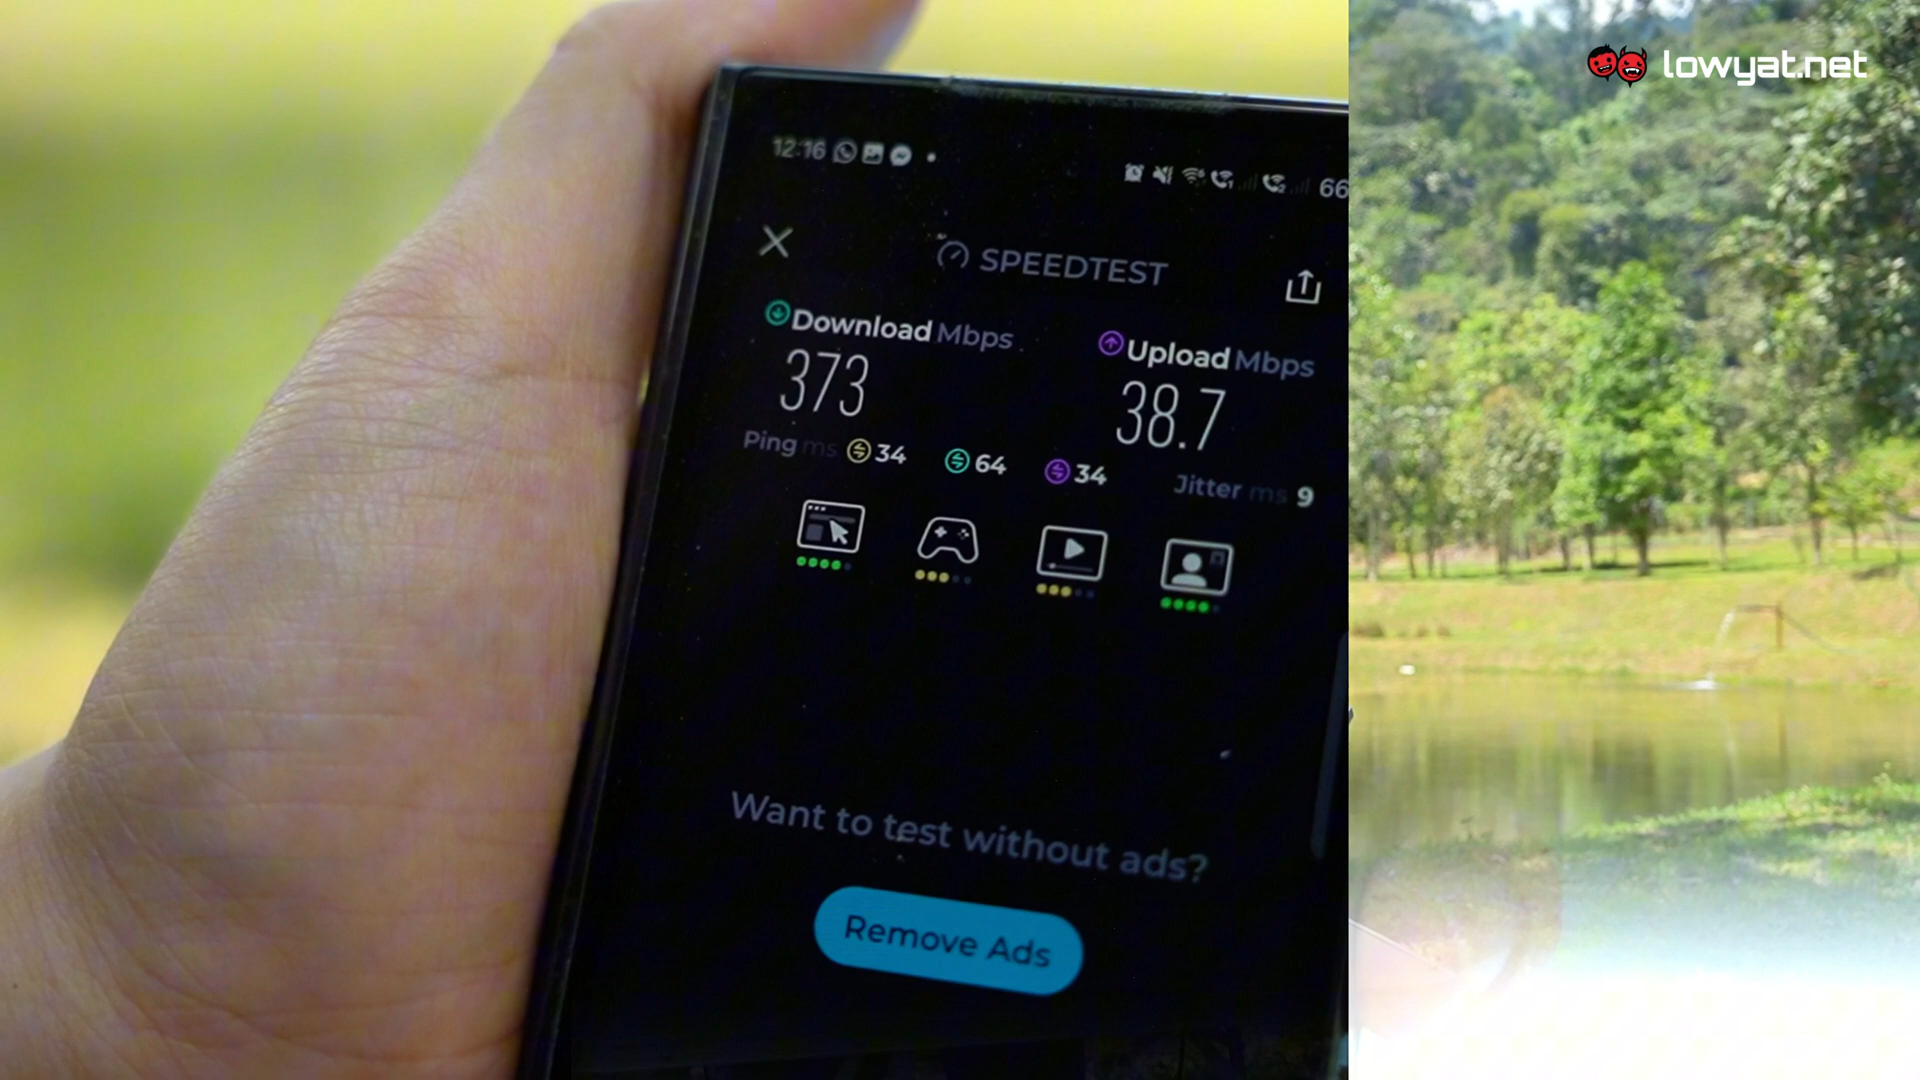 lowyat.net
12:16
66
SPEEDTEST
Download Mbps
Upload Mbps
373
38.7
Ping ms 34 64 34 Jitter ms 9
Want to test without ads?
Remove Ads